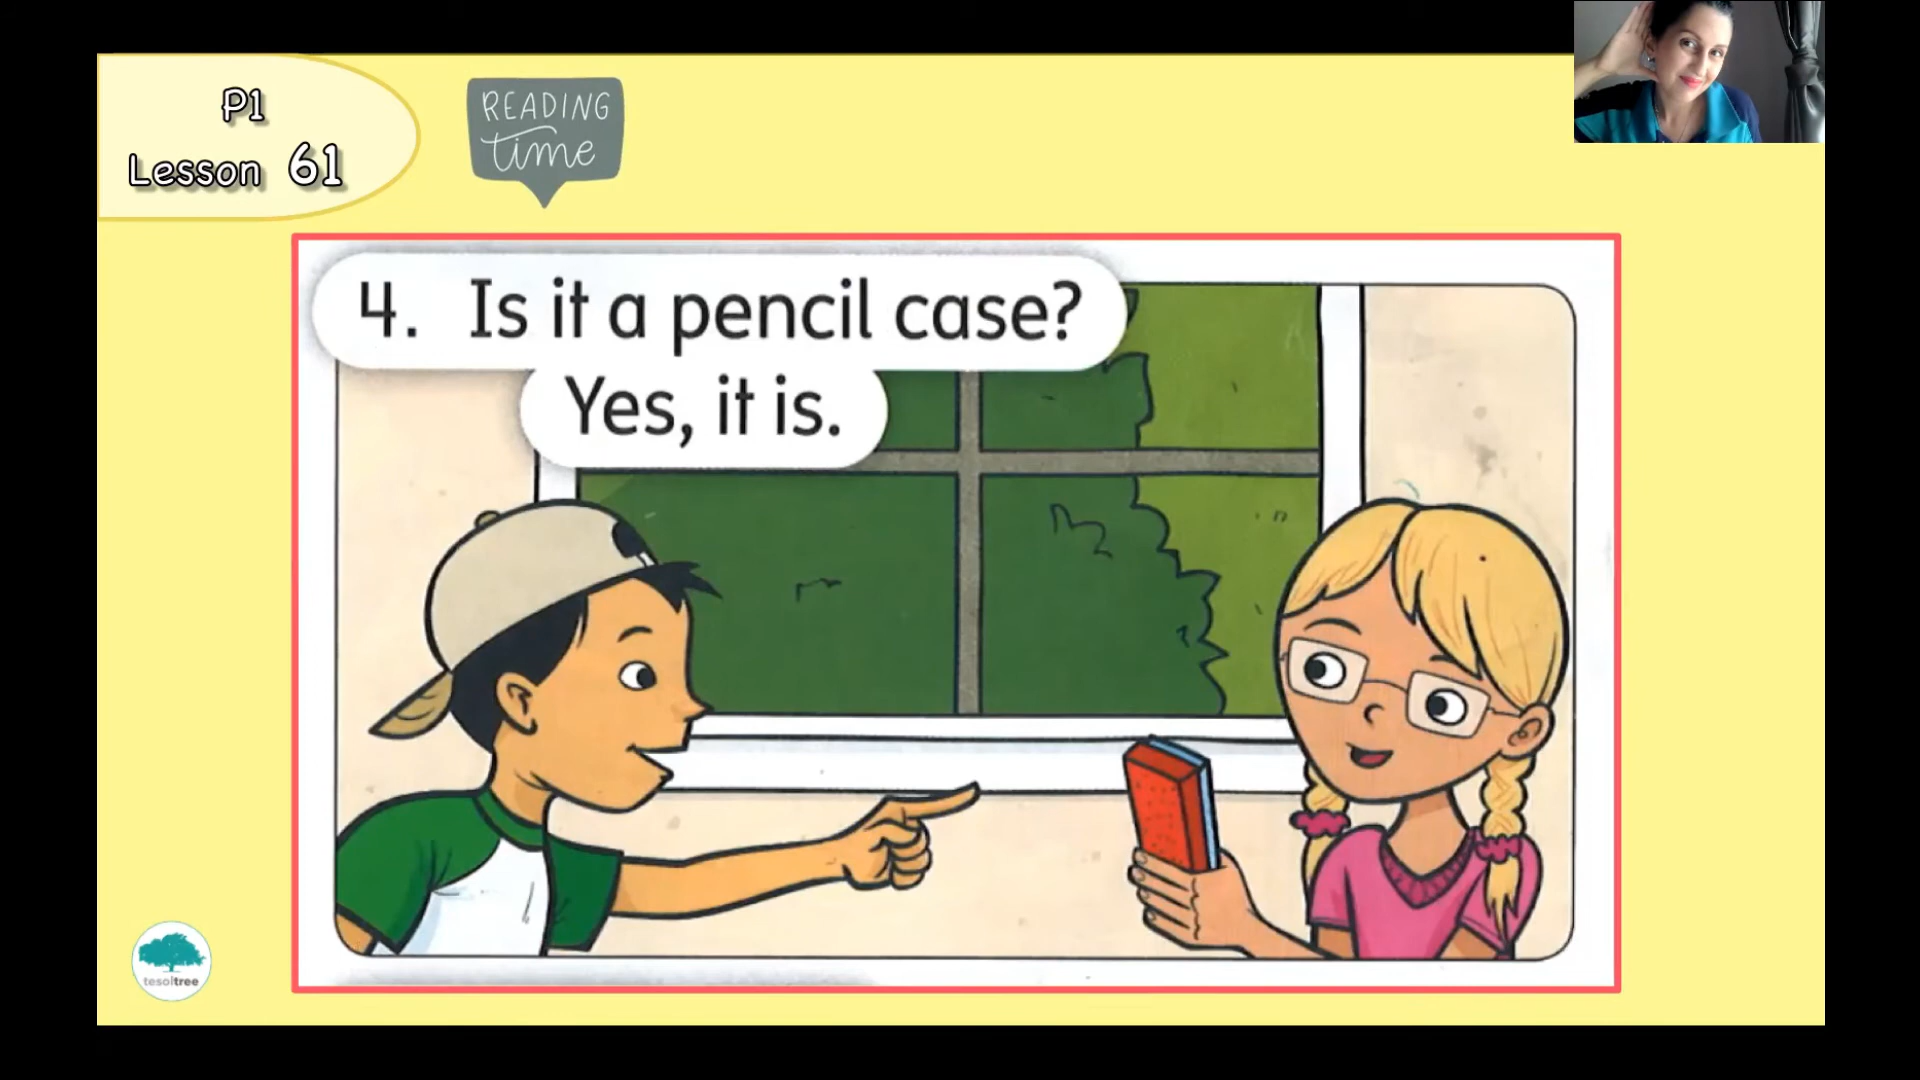 P1
Lesson 61
READING
time
4. Is it a pencil case?
Yes, it is.
tesoltree